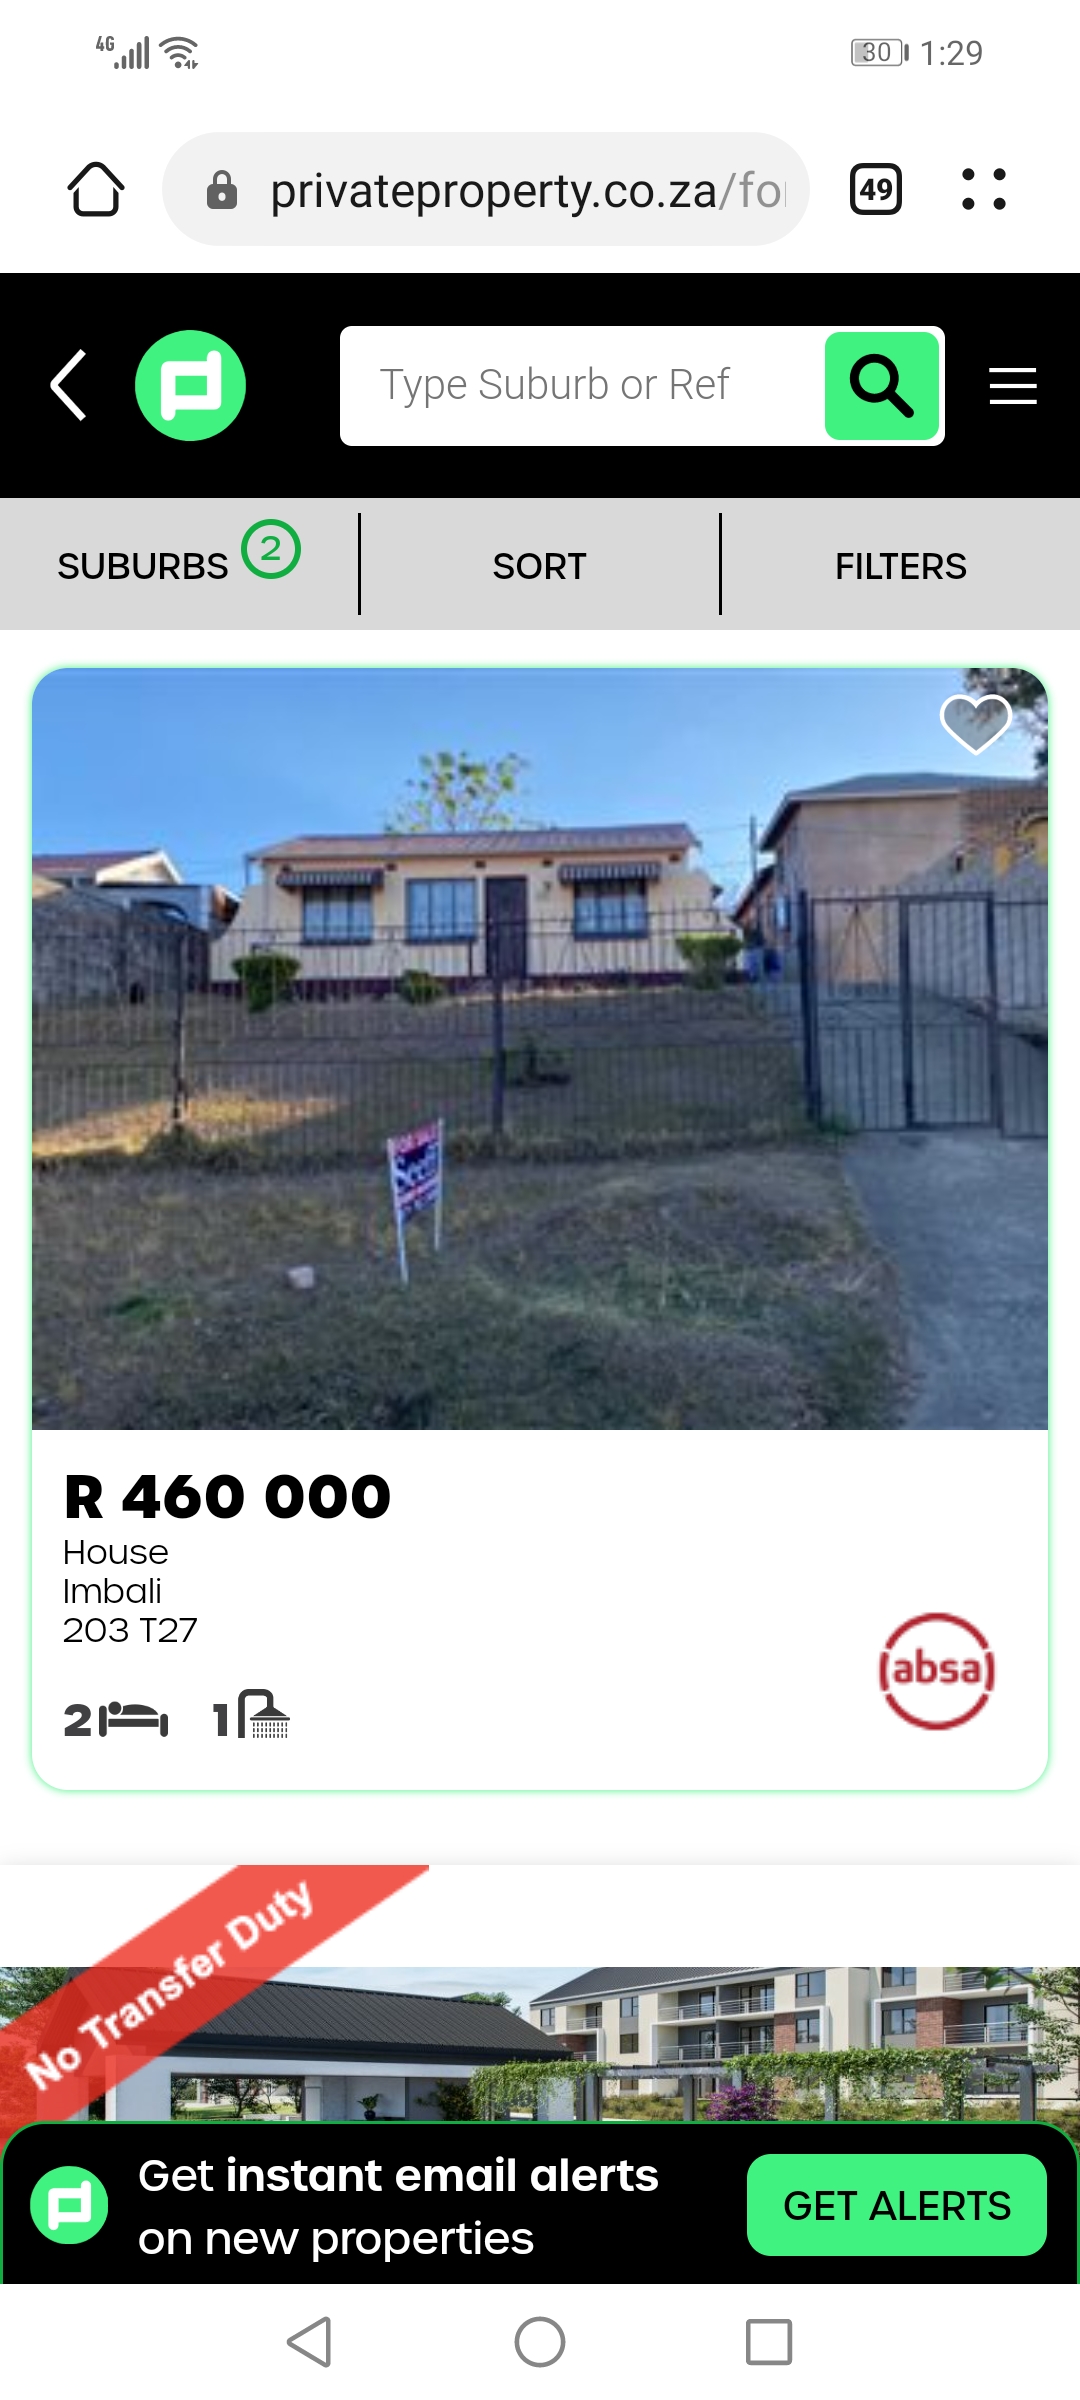 4G
30 1:29
privateproperty.co.za/fo
49
Type Suburb or Ref
SUBURBS 2
SORT
FILTERS
R 460 000
House
Imbali
203 T27
2 1
absa
No Transfer Duty
Get instant email alerts
on new properties
GET ALERTS